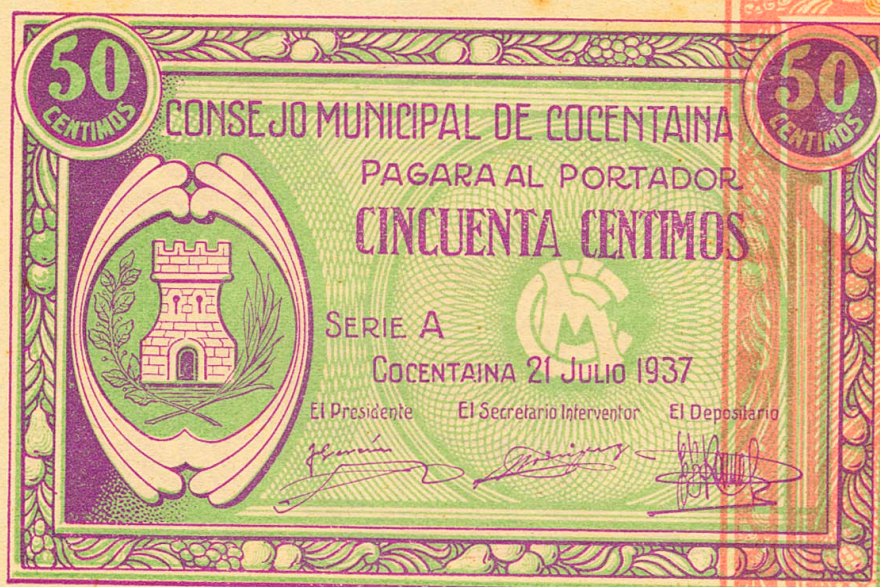 50
CENTIMOS
50
CENTIMOS
CONSEJO MUNICIPAL DE COCENTAINA
PAGARA AL PORTADOR
CINCUENTA CENTIMOS
SERIE A
COCENTAINA 21 JULIO 1937
El Presidente El Secretario Interventor El Depositario